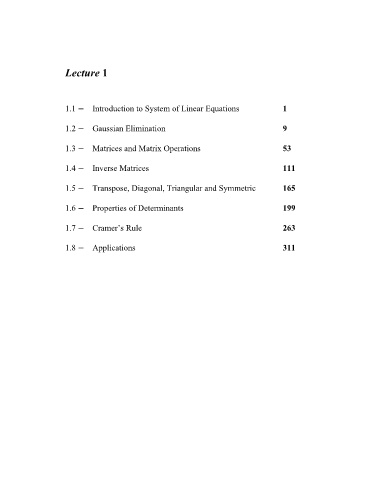 Lecture 1
1.1 – Introduction to System of Linear Equations 1
1.2 – Gaussian Elimination 9
1.3 – Matrices and Matrix Operations 53
1.4 – Inverse Matrices 111
1.5 – Transpose, Diagonal, Triangular and Symmetric 165
1.6 – Properties of Determinants 199
1.7 – Cramer's Rule 263
1.8 – Applications 311